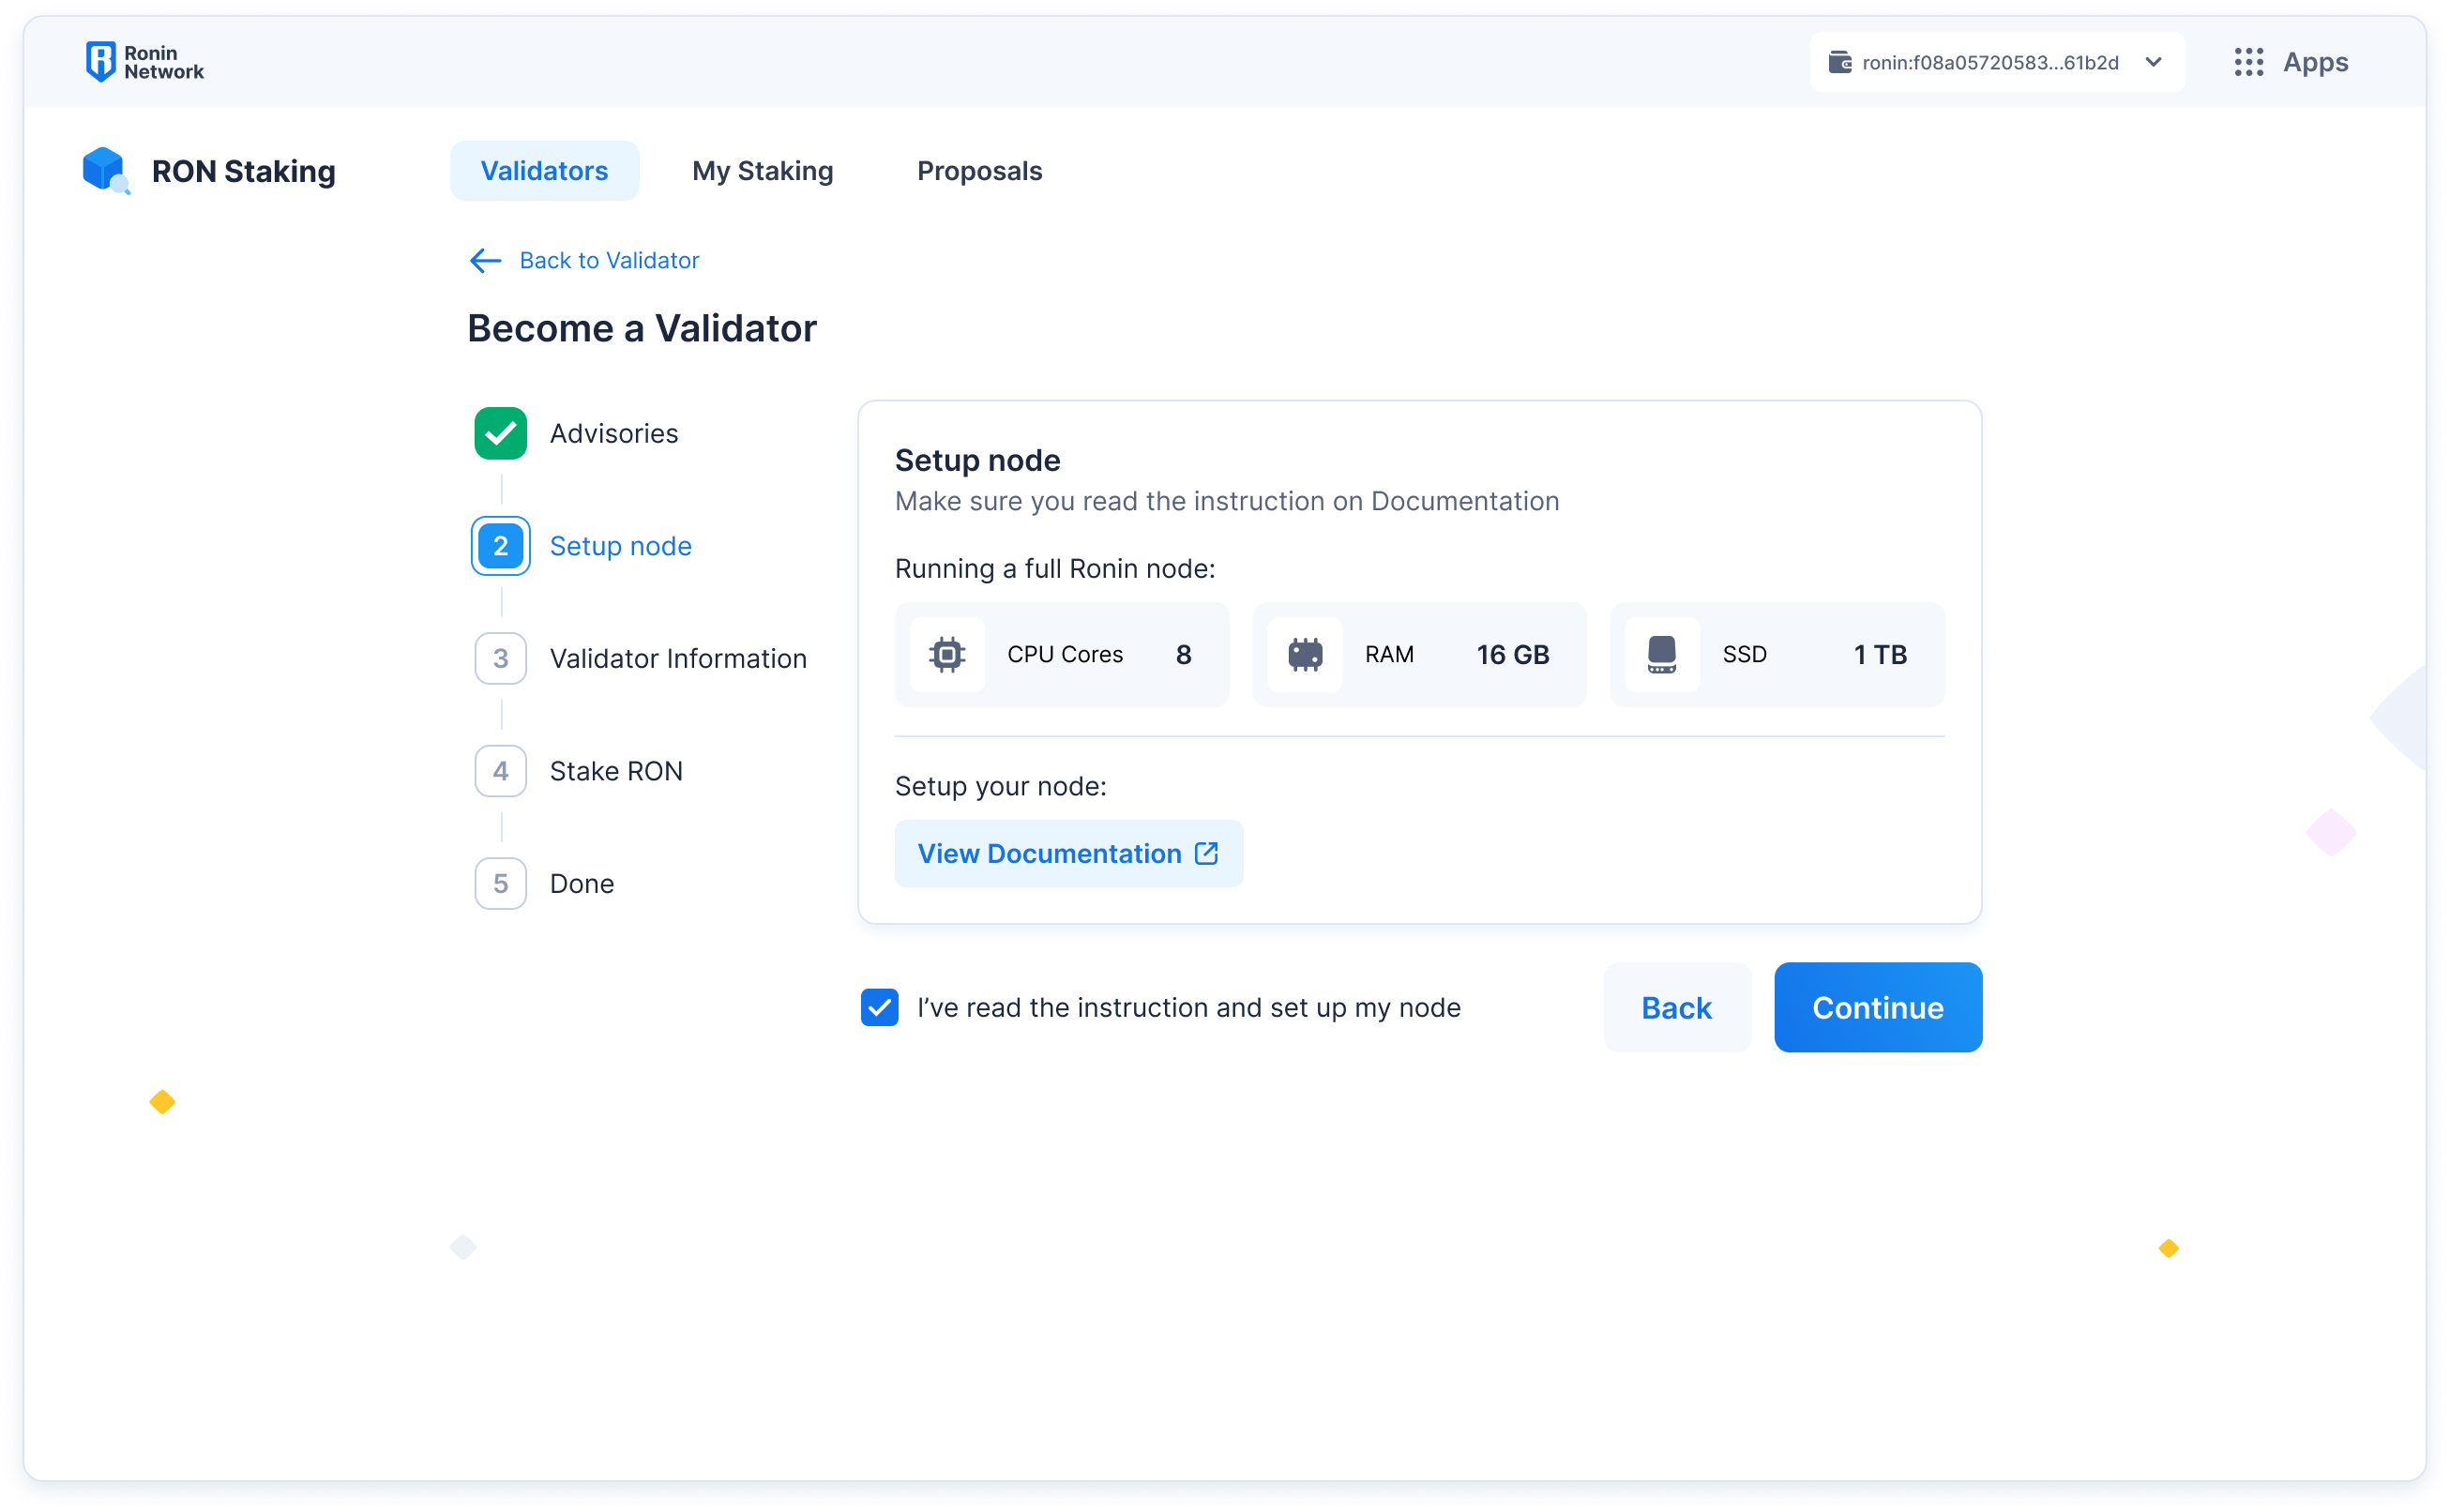 Ronin
Network
ronin:f08a05720583...61b2d
Apps
RON Staking
Validators
My Staking
Proposals
Back to Validator
Become a Validator
Advisories
2
Setup node
3
Validator Information
4
Stake RON
5
Done
Setup node
Make sure you read the instruction on Documentation
Running a full Ronin node:
CPU Cores 8
RAM 16 GB
SSD 1 TB
Setup your node:
View Documentation
I’ve read the instruction and set up my node
Back
Continue